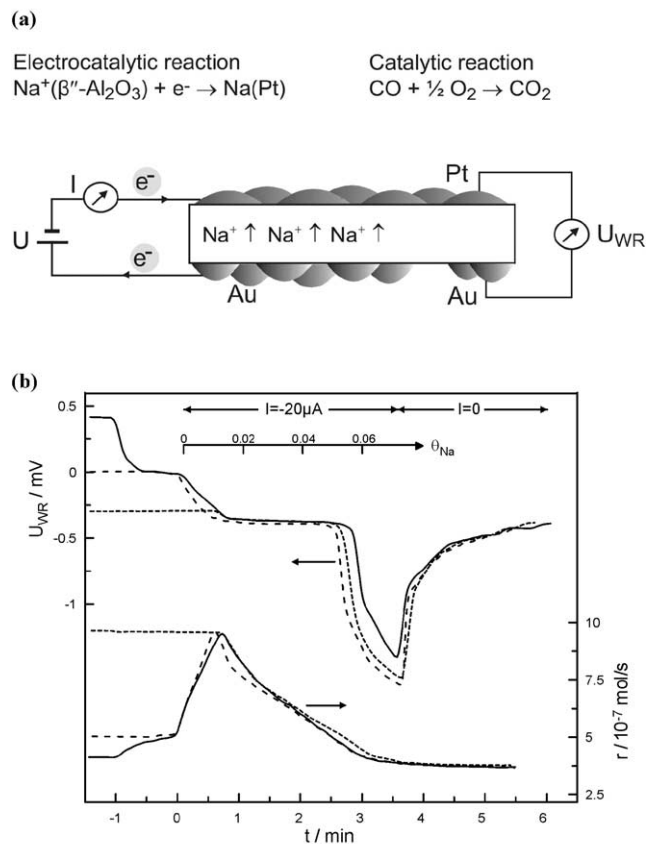 (a)
Electrocatalytic reaction
Na⁺(β″-Al₂O₃) + e⁻ → Na(Pt)
Catalytic reaction
CO + ½ O₂ → CO₂
Pt
I
e⁻
U
Na⁺ ↑ Na⁺ ↑ Na⁺ ↑
U_WR
e⁻
Au
Au
(b)
I=-20μA
I=0
0 0.02 0.04 0.06
θ_Na
0.5
0
-0.5
-1
U_WR / mV
10
7.5
5
2.5
r / 10⁻⁷ mol/s
-1 0 1 2 3 4 5 6
t / min